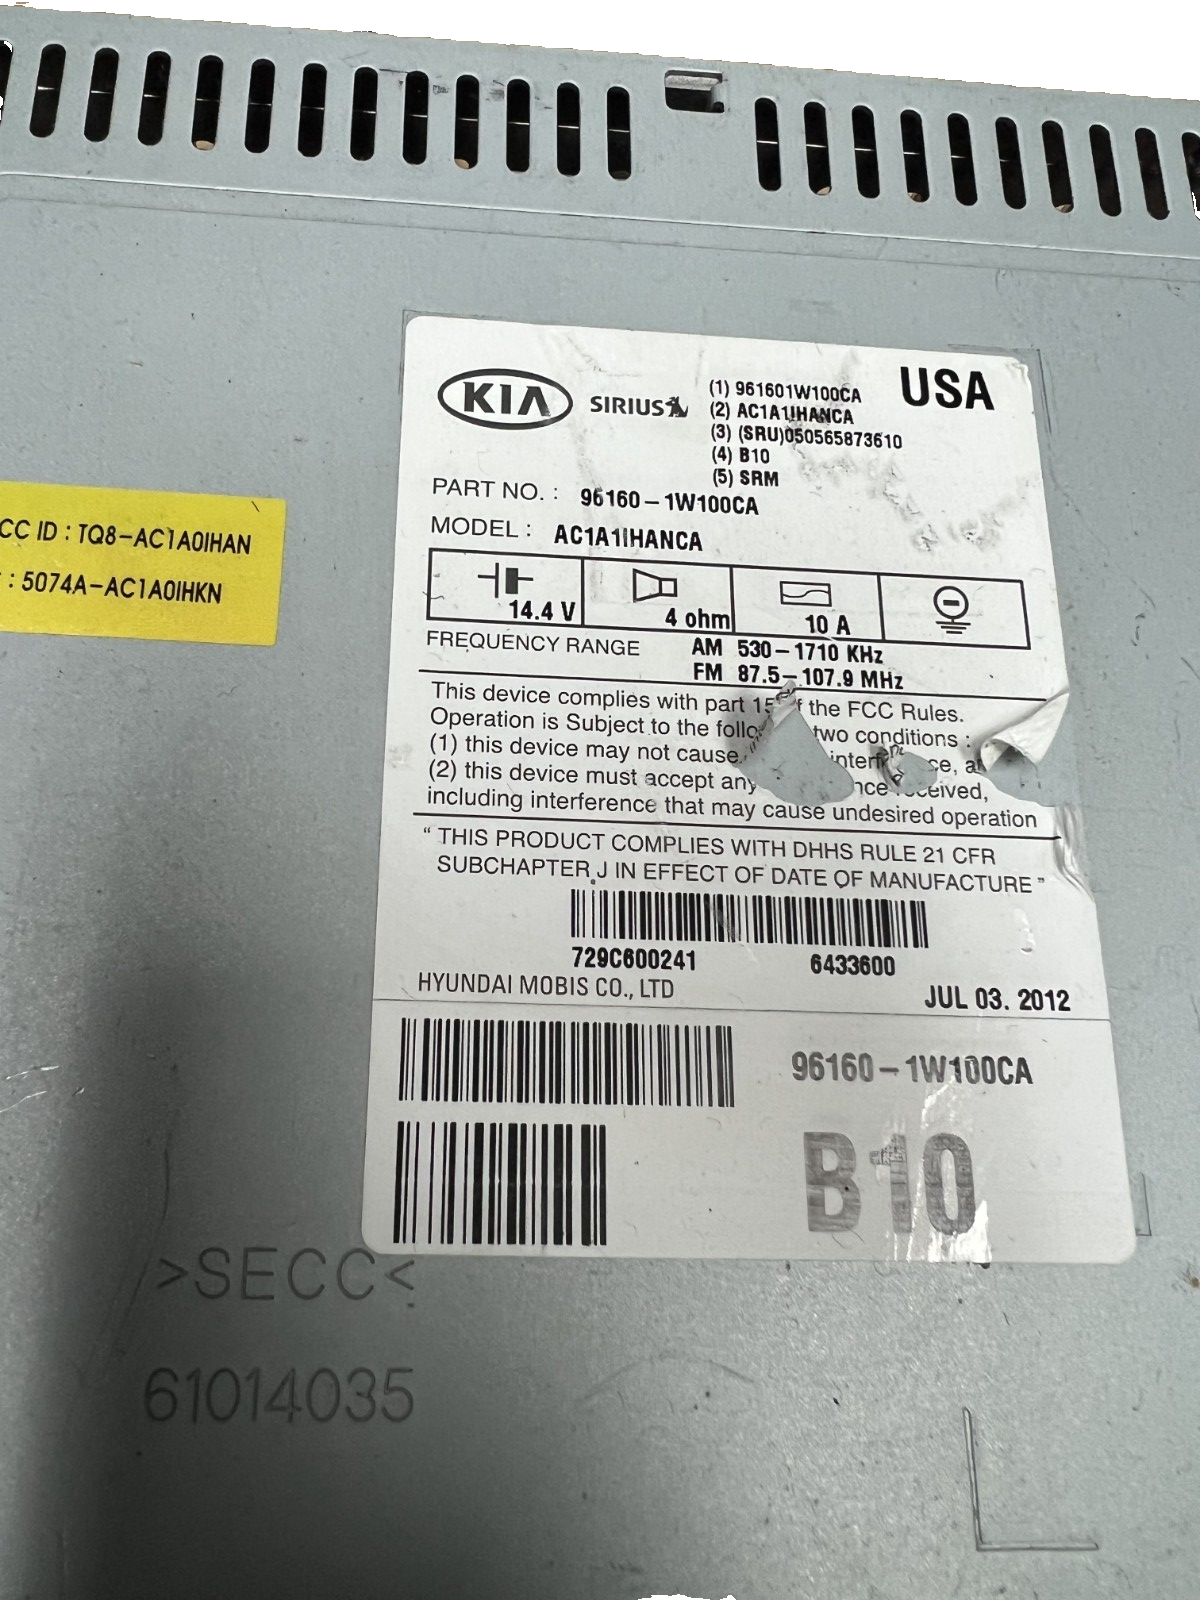 KIA SIRIUS
USA
(1) 961601W100CA
(2) AC1A1IHANCA
(3) (SRU)050565873610
(4) B10
(5) SRM
PART NO. : 96160-1W100CA
MODEL : AC1A1IHANCA
14.4 V 4 ohm 10 A
FREQUENCY RANGE AM 530-1710 KHz
FM 87.5-107.9 MHz
This device complies with part 15 the FCC Rules.
Operation is Subject to the two conditions :
(1) this device may not cause
(2) this device must accept any
including interference that may cause undesired operation
“ THIS PRODUCT COMPLIES WITH DHHS RULE 21 CFR
SUBCHAPTER J IN EFFECT OF DATE OF MANUFACTURE ”
729C600241 6433600
HYUNDAI MOBIS CO., LTD
JUL 03. 2012
96160-1W100CA
B10
CC ID : TQ8-AC1A0IHAN
: 5074A-AC1A0IHKN
>SECC<
61014035